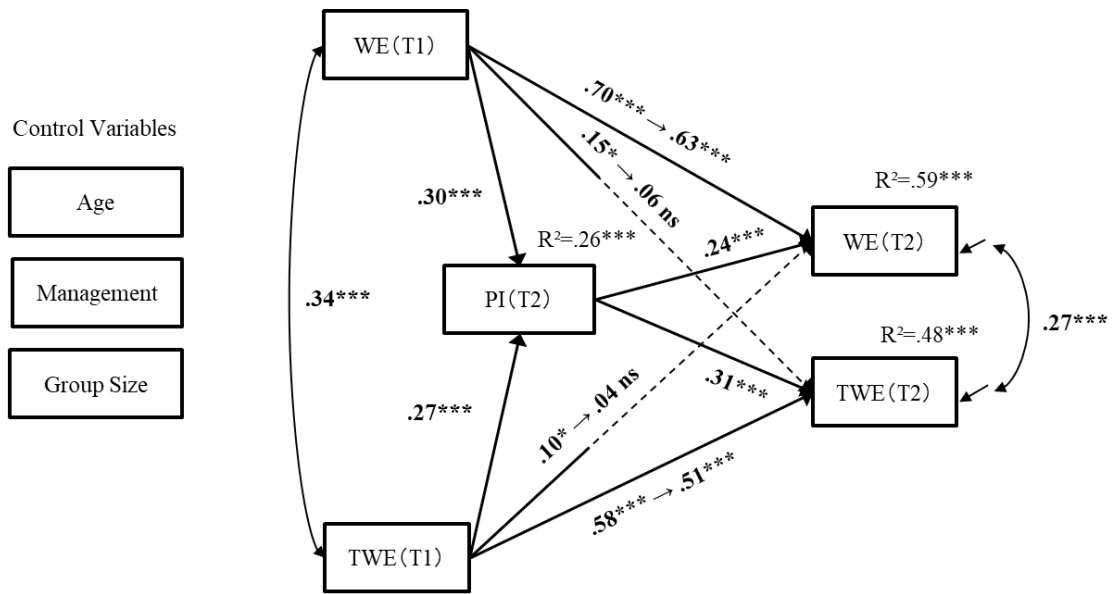 WE(T1)
.70*** → .63***
.15* → .06 ns
Control Variables
R²=.59***
Age
.30***
WE(T2)
R²=.26***
.24***
Management
PI(T2)
.34***
.27***
R²=.48***
Group Size
.31***
TWE(T2)
.27***
.10* → .04 ns
.58*** → .51***
TWE(T1)